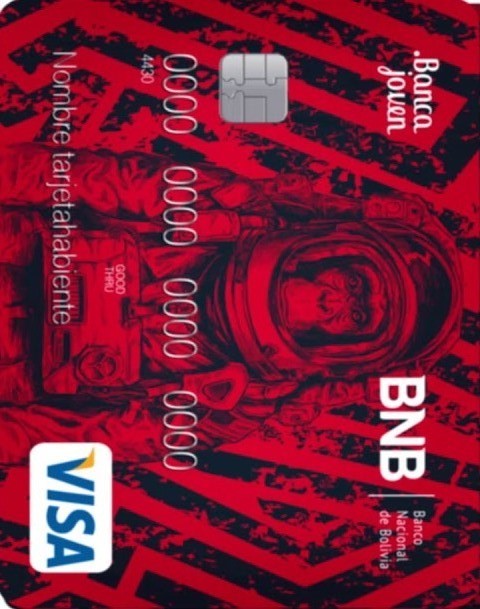 .Banca
joven
BNB
Banco
Nacional
de Bolivia
0000 0000 0000 0000
4430
GOOD
THRU
Nombre tarjetahabiente
VISA